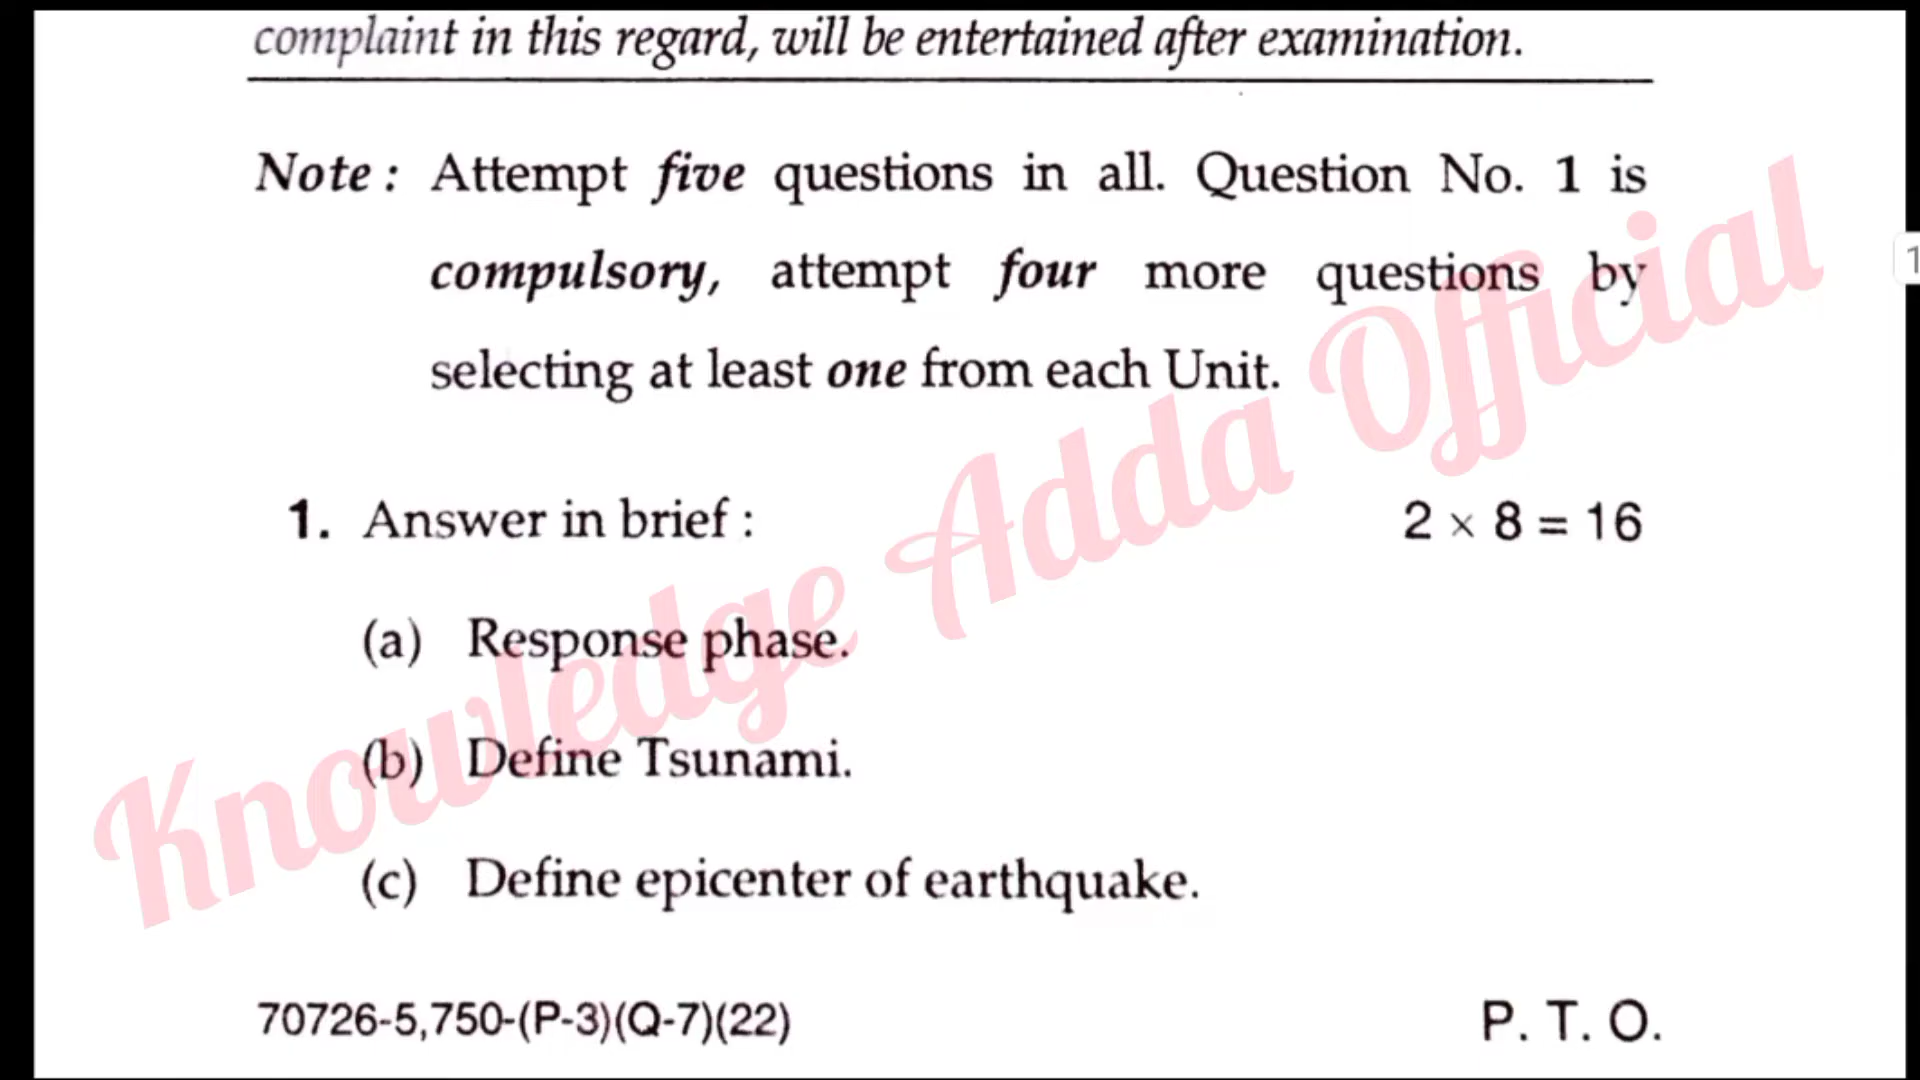 complaint in this regard, will be entertained after examination.
Note : Attempt five questions in all. Question No. 1 is
compulsory, attempt four more questions by
selecting at least one from each Unit.
1. Answer in brief : 2 × 8 = 16
(a) Response phase.
(b) Define Tsunami.
(c) Define epicenter of earthquake.
70726-5,750-(P-3)(Q-7)(22) P. T. O.
Knowledge Adda Official
1